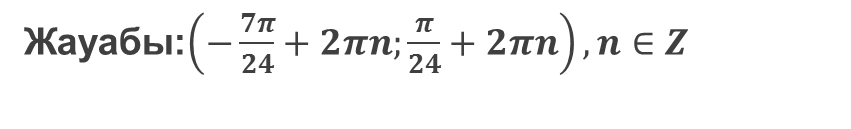 Жауабы:(−7π/24 + 2πn; π/24 + 2πn), n ∈ Z